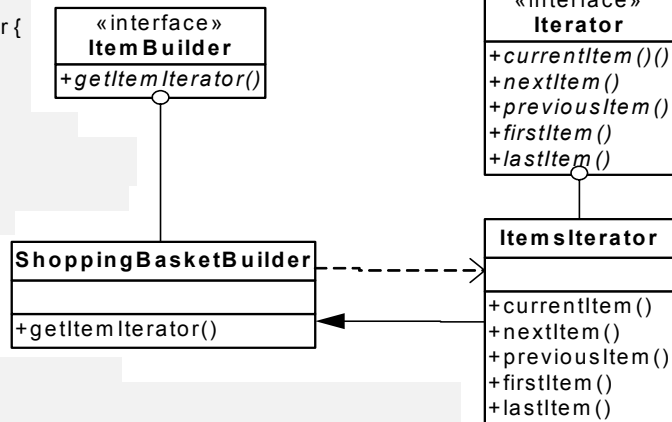 r {
«interface»
ItemBuilder
+getItemIterator()
«interface»
Iterator
+currentItem()()
+nextItem()
+previousItem()
+firstItem()
+lastItem()
ShoppingBasketBuilder
+getItemIterator()
ItemsIterator
+currentItem()
+nextItem()
+previousItem()
+firstItem()
+lastItem()